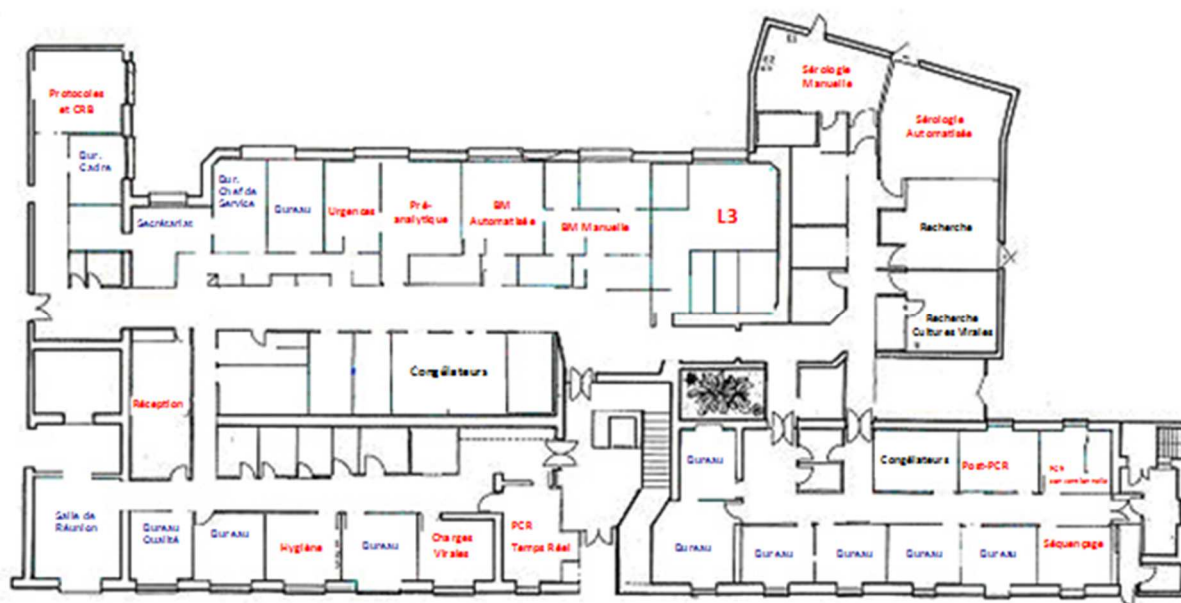 Protocoles
et CRB
Bur.
Cadre
Secrétariat
Bur.
Chef de
Service
Bureau
Urgences
Pré-
analytique
BM
Automatisée
BM Manuelle
L3
Sérologie
Manuelle
Sérologie
Automatisée
Recherche
Recherche
Cultures Virales
Réception
Congélateurs
Salle de
Réunion
Bureau
Qualité
Bureau
Hygiène
Bureau
Charges
Virales
PCR
Temps Réel
Bureau
Bureau
Congélateurs
Post-PCR
PCR
Bureau
Bureau
Bureau
Bureau
Séquençage